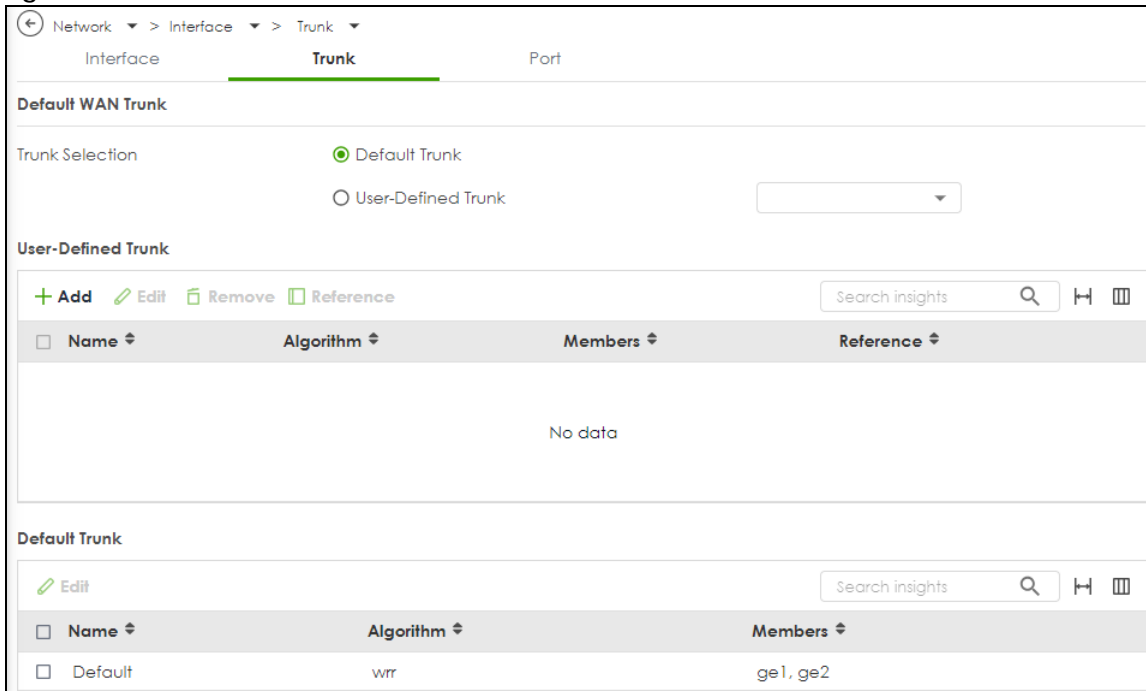 Network > Interface > Trunk
Interface Trunk Port
Default WAN Trunk
Trunk Selection Default Trunk
User-Defined Trunk
User-Defined Trunk
Add Edit Remove Reference Search insights
Name Algorithm Members Reference
No data
Default Trunk
Edit Search insights
Name Algorithm Members
Default wrr ge1, ge2